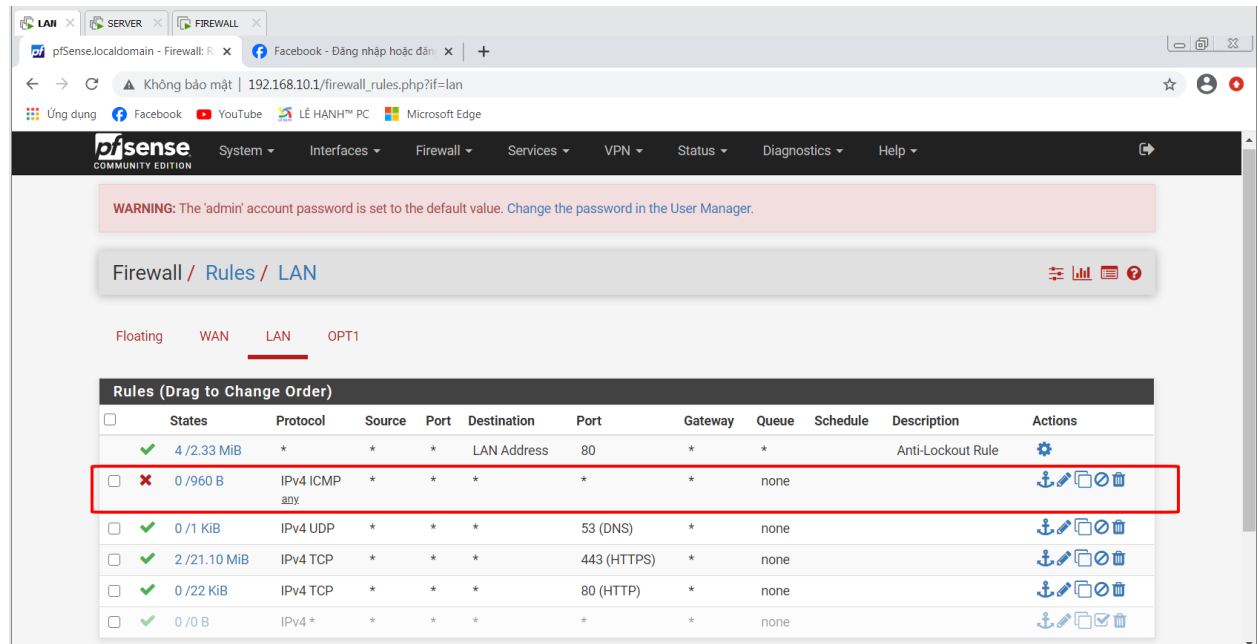 LAN SERVER FIREWALL
pfSense.localdomain - Firewall: R Facebook - Đăng nhập hoặc đăn
Không bảo mật 192.168.10.1/firewall_rules.php?if=lan
Ứng dụng Facebook YouTube LÊ HẠNH™ PC Microsoft Edge
pfsense System Interfaces Firewall Services VPN Status Diagnostics Help
COMMUNITY EDITION
WARNING: The 'admin' account password is set to the default value. Change the password in the User Manager.
Firewall / Rules / LAN
Floating WAN LAN OPT1
Rules (Drag to Change Order)
States Protocol Source Port Destination Port Gateway Queue Schedule Description Actions
4 /2.33 MiB * * * LAN Address 80 * * Anti-Lockout Rule
0 /960 B IPv4 ICMP * * * * * none
any
0 /1 KiB IPv4 UDP * * * 53 (DNS) * none
2 /21.10 MiB IPv4 TCP * * * 443 (HTTPS) * none
0 /22 KiB IPv4 TCP * * * 80 (HTTP) * none
0 /0 B IPv4 * * * * * * none